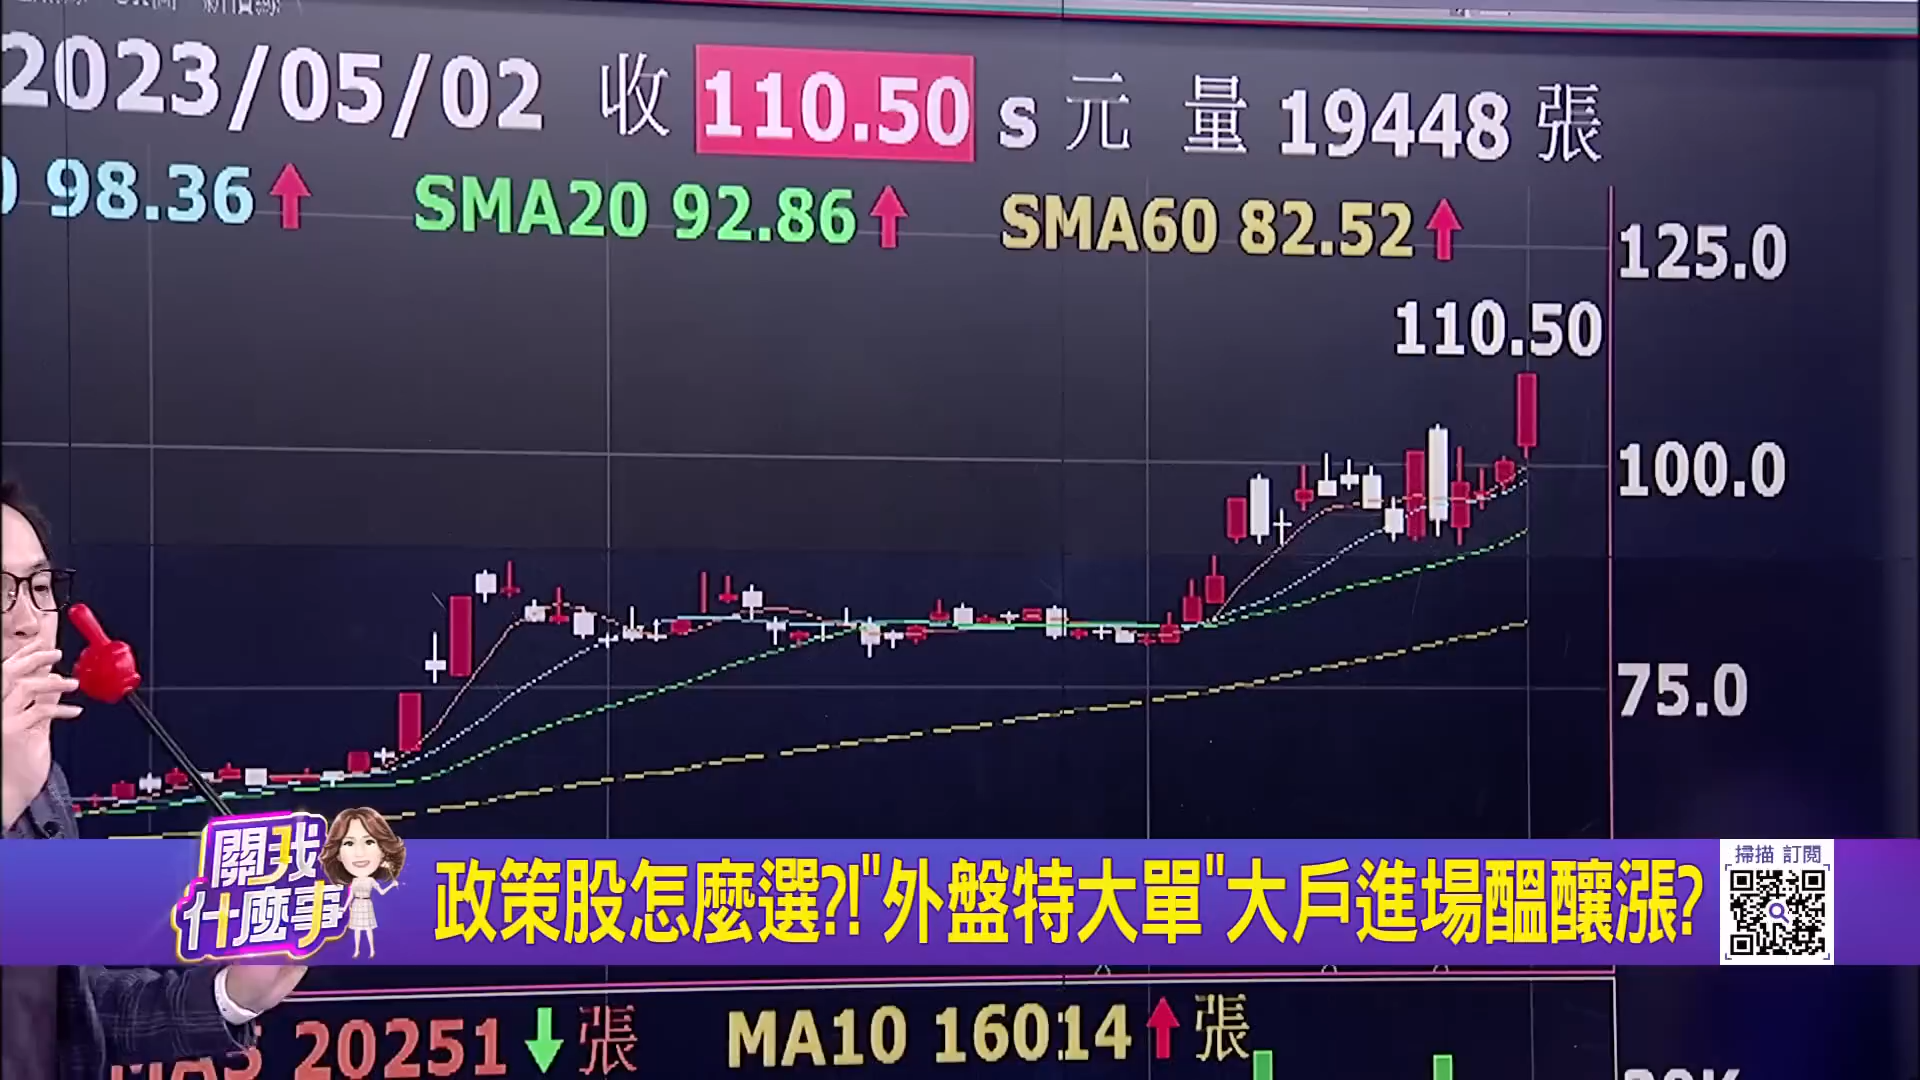 2023/05/02 收 110.50 s 元 量 19448 張
98.36↑ SMA20 92.86↑ SMA60 82.52↑
125.0
110.50
100.0
75.0
關我什麼事
政策股怎麼選?!"外盤特大單"大戶進場醞釀漲?
掃描 訂閱
20251↓張 MA10 16014↑張